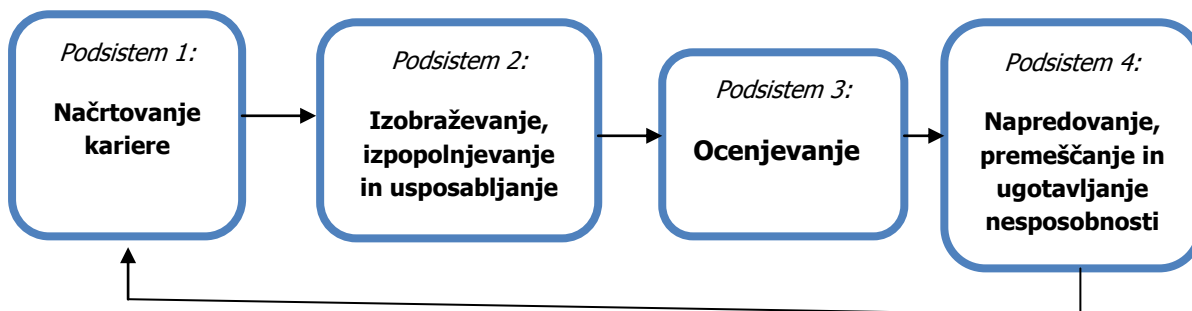 Podsistem 1:
Načrtovanje
kariere
Podsistem 2:
Izobraževanje,
izpopolnjevanje
in usposabljanje
Podsistem 3:
Ocenjevanje
Podsistem 4:
Napredovanje,
premeščanje in
ugotavljanje
nesposobnosti